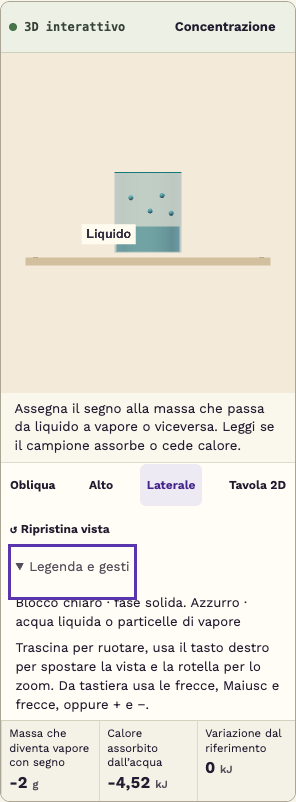 3D interattivo
Concentrazione
Liquido
Assegna il segno alla massa che passa
da liquido a vapore o viceversa. Leggi se
il campione assorbe o cede calore.
Obliqua Alto Laterale Tavola 2D
↺ Ripristina vista
▼ Legenda e gesti
Blocco chiaro · fase solida. Azzurro ·
acqua liquida o particelle di vapore
Trascina per ruotare, usa il tasto destro
per spostare la vista e la rotella per lo
zoom. Da tastiera usa le frecce, Maiusc e
frecce, oppure + e −.
Massa che
diventa vapore
con segno
-2 g
Calore
assorbito
dall'acqua
-4,52 kJ
Variazione dal
riferimento
0 kJ